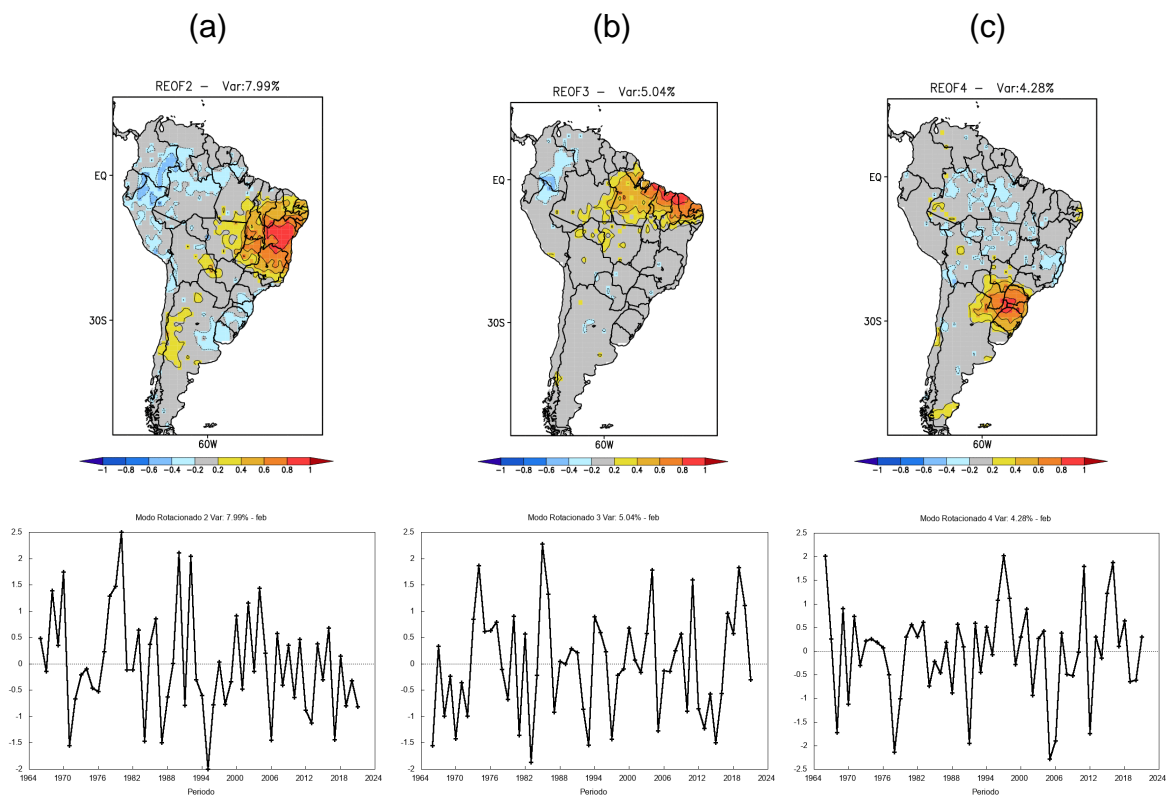 (a)
(b)
(c)
REOF2 – Var:7.99%
REOF3 – Var:5.04%
REOF4 – Var:4.28%
EQ
30S
60W
EQ
30S
60W
EQ
30S
60W
−1 −0.8 −0.6 −0.4 −0.2 0.2 0.4 0.6 0.8 1
−1 −0.8 −0.6 −0.4 −0.2 0.2 0.4 0.6 0.8 1
−1 −0.8 −0.6 −0.4 −0.2 0.2 0.4 0.6 0.8 1
Modo Rotacionado 2 Var: 7.99% - feb
2.5
2
1.5
1
0.5
0
-0.5
-1
-1.5
-2
1964 1970 1976 1982 1988 1994 2000 2006 2012 2018 2024
Periodo
Modo Rotacionado 3 Var: 5.04% - feb
2.5
2
1.5
1
0.5
0
-0.5
-1
-1.5
-2
1964 1970 1976 1982 1988 1994 2000 2006 2012 2018 2024
Periodo
Modo Rotacionado 4 Var: 4.28% - feb
2.5
2
1.5
1
0.5
0
-0.5
-1
-1.5
-2
-2.5
1964 1970 1976 1982 1988 1994 2000 2006 2012 2018 2024
Periodo